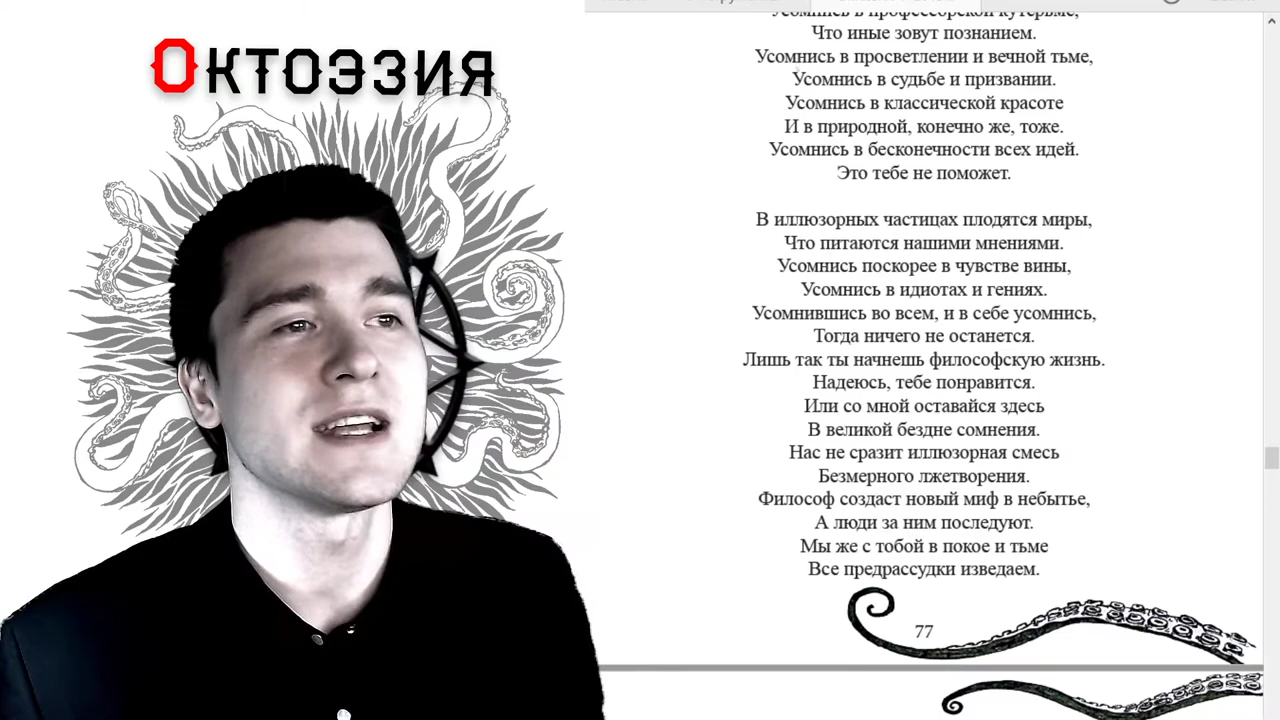 Октоэзия
Усомнись в профессорской кутерьме,
Что иные зовут познанием.
Усомнись в просветлении и вечной тьме,
Усомнись в судьбе и призвании.
Усомнись в классической красоте
И в природной, конечно же, тоже.
Усомнись в бесконечности всех идей.
Это тебе не поможет.
В иллюзорных частицах плодятся миры,
Что питаются нашими мнениями.
Усомнись поскорее в чувстве вины,
Усомнись в идиотах и гениях.
Усомнившись во всем, и в себе усомнись,
Тогда ничего не останется.
Лишь так ты начнешь философскую жизнь.
Надеюсь, тебе понравится.
Или со мной оставайся здесь
В великой бездне сомнения.
Нас не сразит иллюзорная смесь
Безмерного лжетворения.
Философ создаст новый миф в небытье,
А люди за ним последуют.
Мы же с тобой в покое и тьме
Все предрассудки изведаем.
77